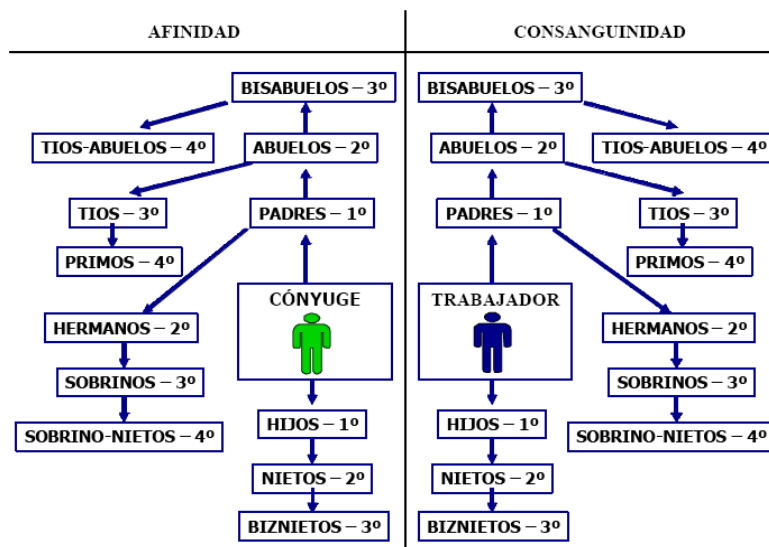 AFINIDAD
CONSANGUINIDAD
BISABUELOS – 3º
BISABUELOS – 3º
TIOS-ABUELOS – 4º
ABUELOS – 2º
ABUELOS – 2º
TIOS-ABUELOS – 4º
TIOS – 3º
PADRES – 1º
PADRES – 1º
TIOS – 3º
PRIMOS – 4º
PRIMOS – 4º
CÓNYUGE
TRABAJADOR
HERMANOS – 2º
HERMANOS – 2º
SOBRINOS – 3º
SOBRINOS – 3º
HIJOS – 1º
HIJOS – 1º
SOBRINO-NIETOS – 4º
SOBRINO-NIETOS – 4º
NIETOS – 2º
NIETOS – 2º
BIZNIETOS – 3º
BIZNIETOS – 3º